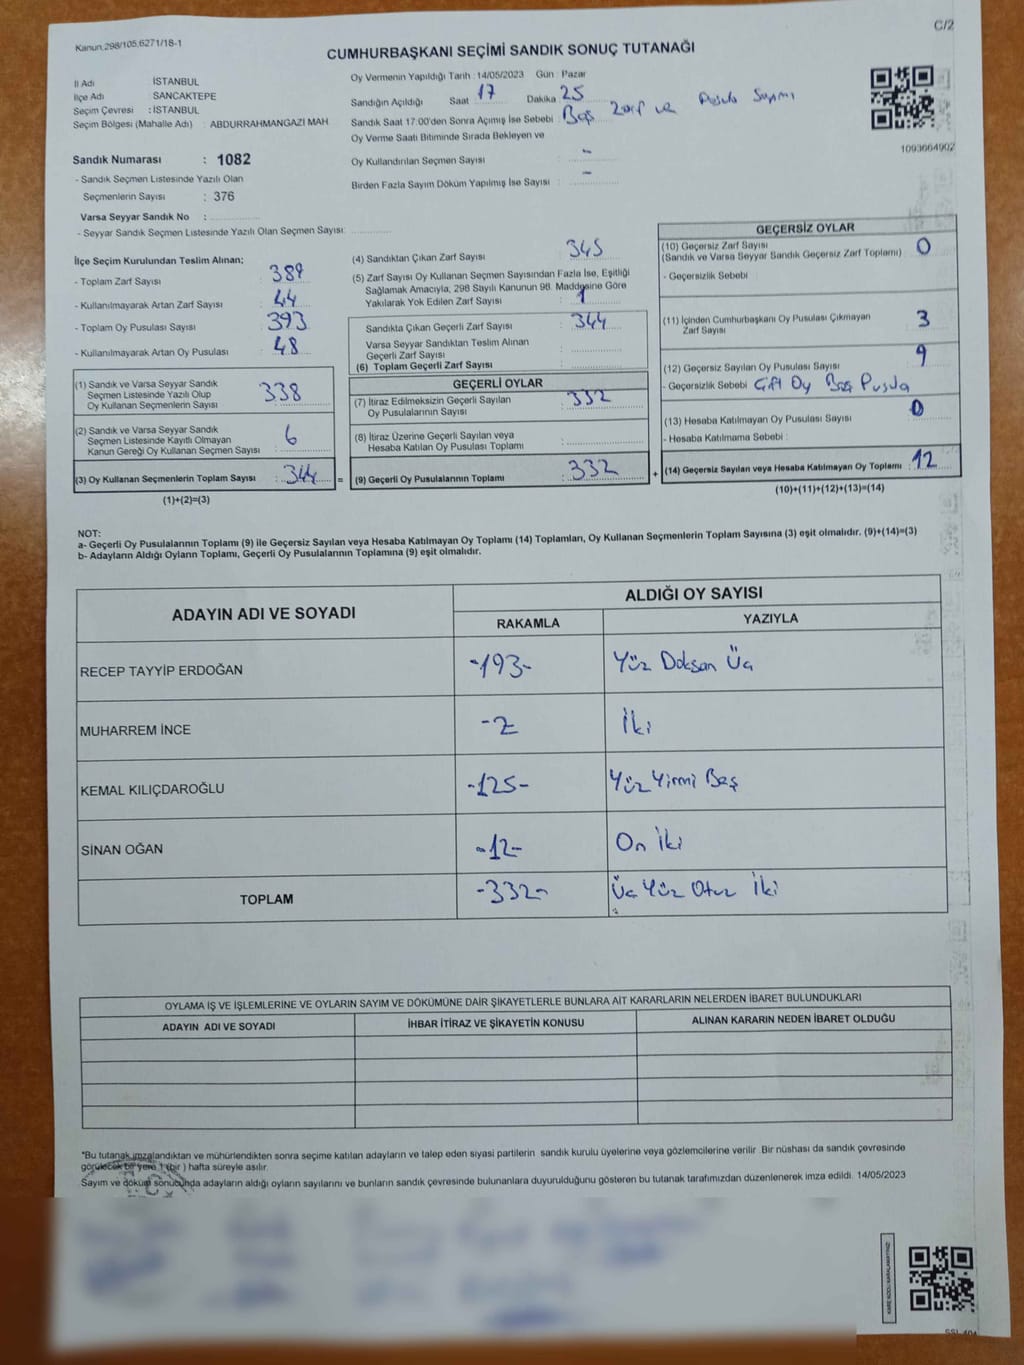 Kanun.298/105,6271/18-1
C/2
CUMHURBAŞKANI SEÇİMİ SANDIK SONUÇ TUTANAĞI
İl Adı İSTANBUL
İlçe Adı SANCAKTEPE
Seçim Çevresi : İSTANBUL
Seçim Bölgesi (Mahalle Adı) : ABDURRAHMANGAZİ MAH
Oy Vermenin Yapıldığı Tarih : 14/05/2023 Gün : Pazar
Sandığın Açıldığı Saat 17 Dakika 25
Sandık Saat 17:00'den Sonra Açımış İse Sebebi : Boş Zarf ve Pusula Sayımı
Oy Verme Saati Bitiminde Sırada Bekleyen ve
Oy Kullandırılan Seçmen Sayısı : -
Birden Fazla Sayım Döküm Yapılmış İse Sayısı : -
1093664902
Sandık Numarası : 1082
- Sandık Seçmen Listesinde Yazılı Olan
Seçmenlerin Sayısı : 376
Varsa Seyyar Sandık No :
- Seyyar Sandık Seçmen Listesinde Yazılı Olan Seçmen Sayısı:
İlçe Seçim Kurulundan Teslim Alınan;
- Toplam Zarf Sayısı : 389
- Kullanılmayarak Artan Zarf Sayısı : 44
- Toplam Oy Pusulası Sayısı : 393
- Kullanılmayarak Artan Oy Pusulası : 48
(1) Sandık ve Varsa Seyyar Sandık
Seçmen Listesinde Yazılı Olup
Oy Kullanan Seçmenlerin Sayısı : 338
(2) Sandık ve Varsa Seyyar Sandık
Seçmen Listesinde Kayıtlı Olmayan
Kanun Gereği Oy Kullanan Seçmen Sayısı : 6
(3) Oy Kullanan Seçmenlerin Toplam Sayısı : 344 =
(1)+(2)=(3)
(4) Sandıktan Çıkan Zarf Sayısı : 345
(5) Zarf Sayısı Oy Kullanan Seçmen Sayısından Fazla İse, Eşitliği
Sağlamak Amacıyla, 298 Sayılı Kanunun 98. Maddesine Göre
Yakılarak Yok Edilen Zarf Sayısı : 1
Sandıkta Çıkan Geçerli Zarf Sayısı : 344
Varsa Seyyar Sandıktan Teslim Alınan
Geçerli Zarf Sayısı
(6) Toplam Geçerli Zarf Sayısı :
GEÇERLİ OYLAR
(7) İtiraz Edilmeksizin Geçerli Sayılan
Oy Pusulalarının Sayısı : 332
(8) İtiraz Üzerine Geçerli Sayılan veya
Hesaba Katılan Oy Pusulası Toplamı :
(9) Geçerli Oy Pusulalarının Toplamı : 332 +
GEÇERSİZ OYLAR
(10) Geçersiz Zarf Sayısı
(Sandık ve Varsa Seyyar Sandık Geçersiz Zarf Toplamı) : 0
- Geçersizlik Sebebi :
(11) İçinden Cumhurbaşkanı Oy Pusulası Çıkmayan
Zarf Sayısı : 3
(12) Geçersiz Sayılan Oy Pusulası Sayısı : 9
- Geçersizlik Sebebi : Çift Oy Boş Pusula
(13) Hesaba Katılmayan Oy Pusulası Sayısı : 0
- Hesaba Katılmama Sebebi :
(14) Geçersiz Sayılan veya Hesaba Katılmayan Oy Toplamı : 12
(10)+(11)+(12)+(13)=(14)
NOT:
a- Geçerli Oy Pusulalarının Toplamı (9) ile Geçersiz Sayılan veya Hesaba Katılmayan Oy Toplamı (14) Toplamları, Oy Kullanan Seçmenlerin Toplam Sayısına (3) eşit olmalıdır. (9)+(14)=(3)
b- Adayların Aldığı Oyların Toplamı, Geçerli Oy Pusulalarının Toplamına (9) eşit olmalıdır.
ADAYIN ADI VE SOYADI
ALDIĞI OY SAYISI
RAKAMLA YAZIYLA
RECEP TAYYİP ERDOĞAN -193- Yüz Doksan Üç
MUHARREM İNCE -2 İki
KEMAL KILIÇDAROĞLU -125- Yüz Yirmi Beş
SİNAN OĞAN -12- On İki
TOPLAM -332- Üç Yüz Otuz İki
OYLAMA İŞ VE İŞLEMLERİNE VE OYLARIN SAYIM VE DÖKÜMÜNE DAİR ŞİKAYETLERLE BUNLARA AİT KARARLARIN NELERDEN İBARET BULUNDUKLARI
ADAYIN ADI VE SOYADI İHBAR İTİRAZ VE ŞİKAYETİN KONUSU ALINAN KARARIN NEDEN İBARET OLDUĞU
"Bu tutanak imzalandıktan ve mühürlendikten sonra seçime katılan adayların ve talep eden siyasi partilerin sandık kurulu üyelerine veya gözlemcilerine verilir. Bir nüshası da sandık çevresinde
görülecek bir yere 1 (bir) hafta süreyle asılır.
Sayım ve döküm sonucunda adayların aldığı oyların sayılarını ve bunların sandık çevresinde bulunanlara duyurulduğunu gösteren bu tutanak tarafımızdan düzenlenerek imza edildi. 14/05/2023